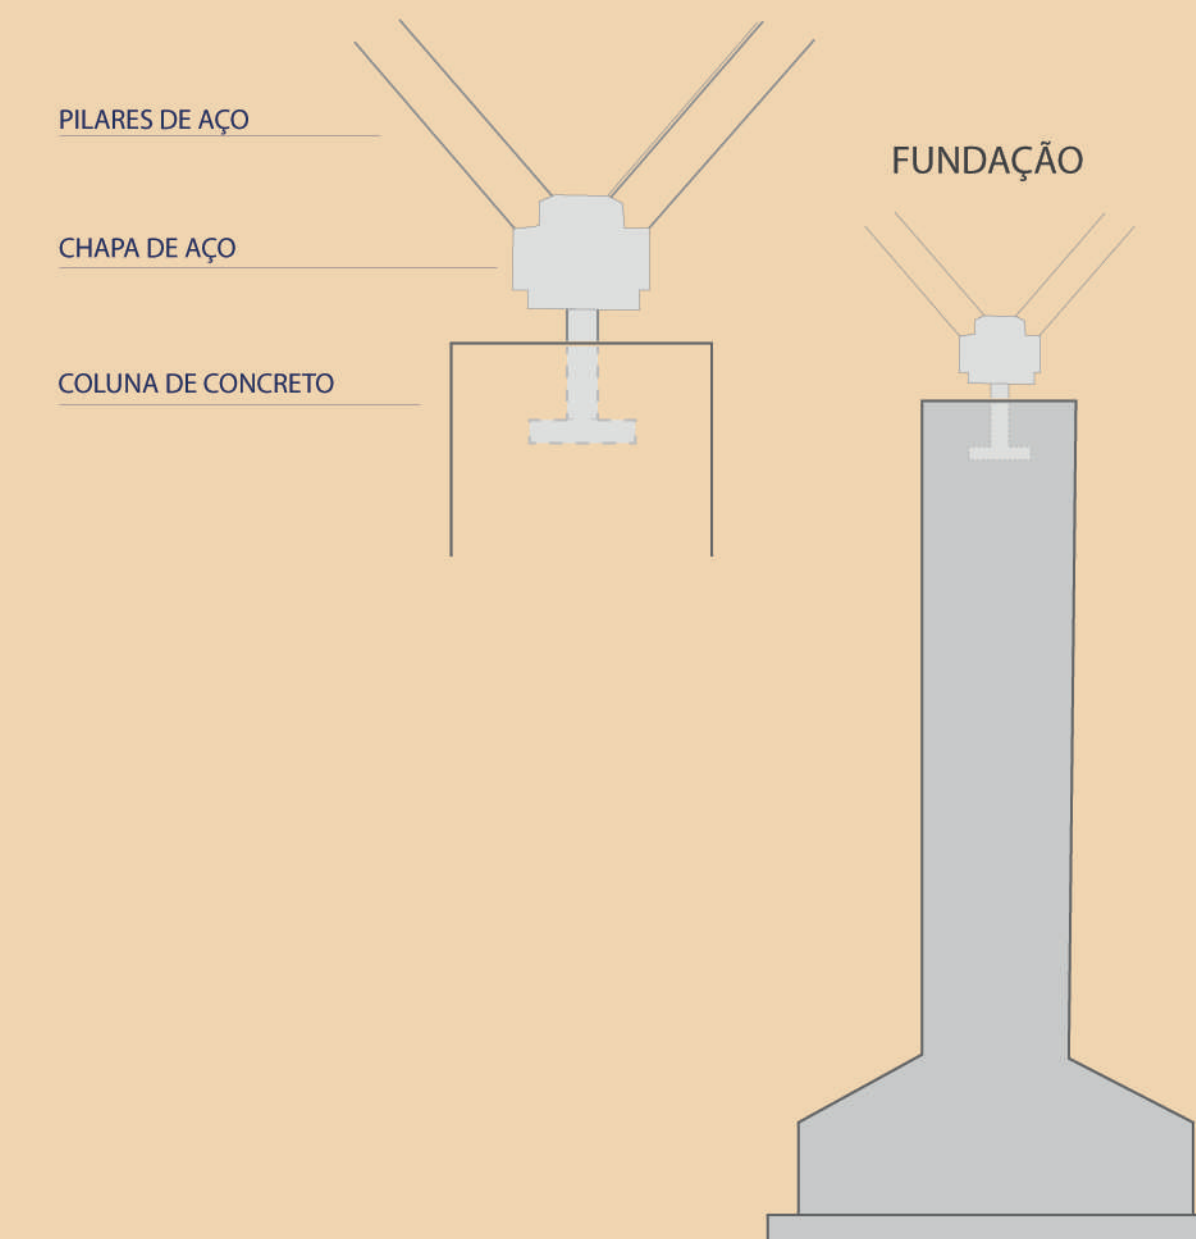 PILARES DE AÇO
FUNDAÇÃO
CHAPA DE AÇO
COLUNA DE CONCRETO